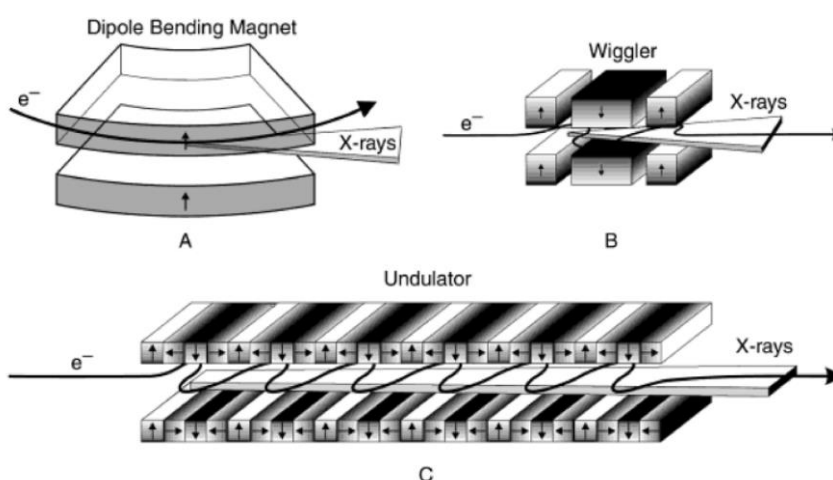 Dipole Bending Magnet
e⁻
X-rays
A
Wiggler
X-rays
e⁻
B
Undulator
e⁻
X-rays
C